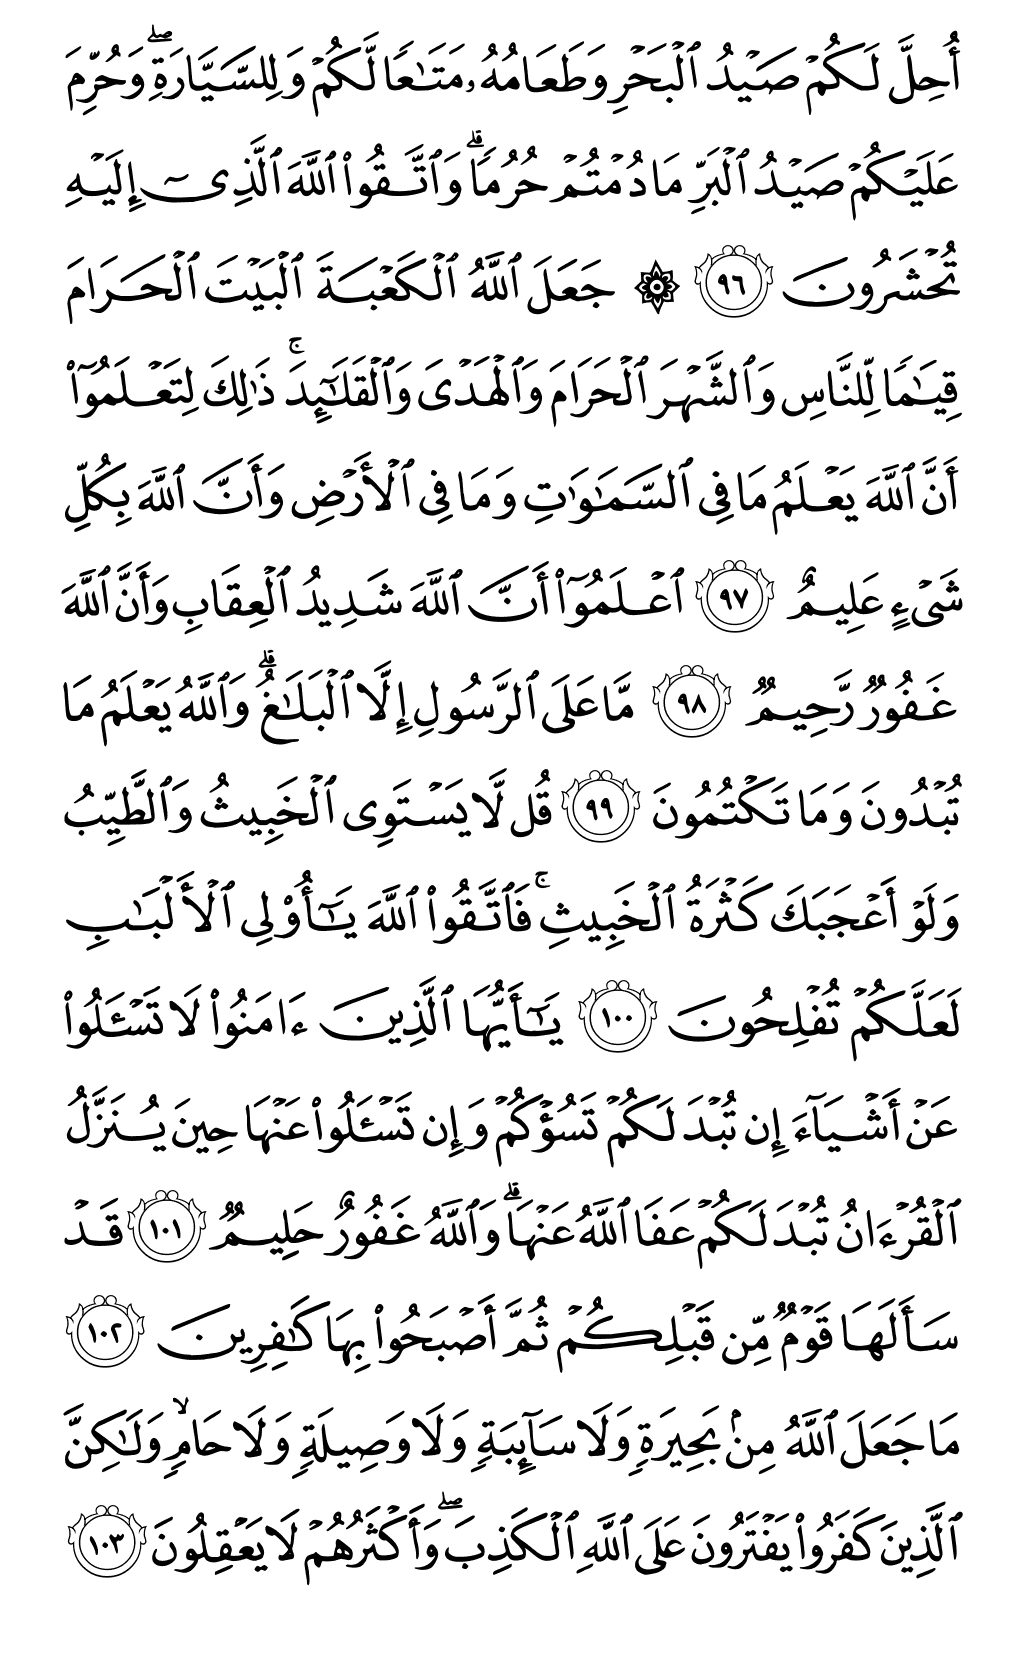 أُحِلَّ لَكُمْ صَيْدُ ٱلْبَحْرِ وَطَعَامُهُۥ مَتَـٰعًا لَّكُمْ وَلِلسَّيَّارَةِ ۖ وَحُرِّمَ
عَلَيْكُمْ صَيْدُ ٱلْبَرِّ مَا دُمْتُمْ حُرُمًا ۗ وَٱتَّقُوا۟ ٱللَّهَ ٱلَّذِىٓ إِلَيْهِ
تُحْشَرُونَ ٩٦ ۞ جَعَلَ ٱللَّهُ ٱلْكَعْبَةَ ٱلْبَيْتَ ٱلْحَرَامَ
قِيَـٰمًا لِّلنَّاسِ وَٱلشَّهْرَ ٱلْحَرَامَ وَٱلْهَدْىَ وَٱلْقَلَـٰٓئِدَ ۚ ذَٰلِكَ لِتَعْلَمُوٓا۟
أَنَّ ٱللَّهَ يَعْلَمُ مَا فِى ٱلسَّمَـٰوَٰتِ وَمَا فِى ٱلْأَرْضِ وَأَنَّ ٱللَّهَ بِكُلِّ
شَىْءٍ عَلِيمٌ ٩٧ ٱعْلَمُوٓا۟ أَنَّ ٱللَّهَ شَدِيدُ ٱلْعِقَابِ وَأَنَّ ٱللَّهَ
غَفُورٌ رَّحِيمٌ ٩٨ مَّا عَلَى ٱلرَّسُولِ إِلَّا ٱلْبَلَـٰغُ ۗ وَٱللَّهُ يَعْلَمُ مَا
تُبْدُونَ وَمَا تَكْتُمُونَ ٩٩ قُل لَّا يَسْتَوِى ٱلْخَبِيثُ وَٱلطَّيِّبُ
وَلَوْ أَعْجَبَكَ كَثْرَةُ ٱلْخَبِيثِ ۚ فَٱتَّقُوا۟ ٱللَّهَ يَـٰٓأُو۟لِى ٱلْأَلْبَـٰبِ
لَعَلَّكُمْ تُفْلِحُونَ ١٠٠ يَـٰٓأَيُّهَا ٱلَّذِينَ ءَامَنُوا۟ لَا تَسْـَٔلُوا۟
عَنْ أَشْيَآءَ إِن تُبْدَ لَكُمْ تَسُؤْكُمْ وَإِن تَسْـَٔلُوا۟ عَنْهَا حِينَ يُنَزَّلُ
ٱلْقُرْءَانُ تُبْدَ لَكُمْ عَفَا ٱللَّهُ عَنْهَا ۗ وَٱللَّهُ غَفُورٌ حَلِيمٌ ١٠١ قَدْ
سَأَلَهَا قَوْمٌ مِّن قَبْلِكُمْ ثُمَّ أَصْبَحُوا۟ بِهَا كَـٰفِرِينَ ١٠٢
مَا جَعَلَ ٱللَّهُ مِنۢ بَحِيرَةٍ وَلَا سَآئِبَةٍ وَلَا وَصِيلَةٍ وَلَا حَامٍ ۙ وَلَـٰكِنَّ
ٱلَّذِينَ كَفَرُوا۟ يَفْتَرُونَ عَلَى ٱللَّهِ ٱلْكَذِبَ ۖ وَأَكْثَرُهُمْ لَا يَعْقِلُونَ ١٠٣